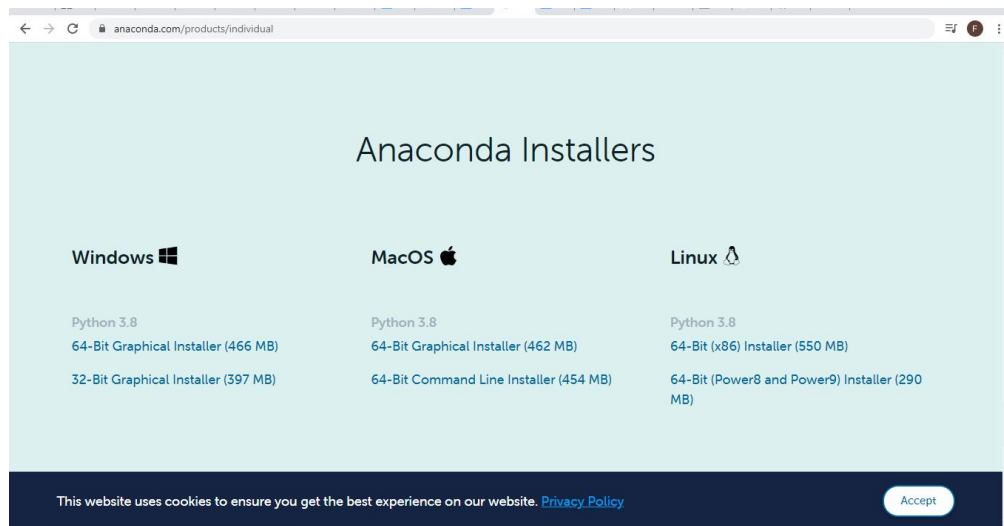 anaconda.com/products/individual
F
Anaconda Installers
Windows
MacOS
Linux
Python 3.8
64-Bit Graphical Installer (466 MB)
32-Bit Graphical Installer (397 MB)
Python 3.8
64-Bit Graphical Installer (462 MB)
64-Bit Command Line Installer (454 MB)
Python 3.8
64-Bit (x86) Installer (550 MB)
64-Bit (Power8 and Power9) Installer (290
MB)
This website uses cookies to ensure you get the best experience on our website. Privacy Policy
Accept